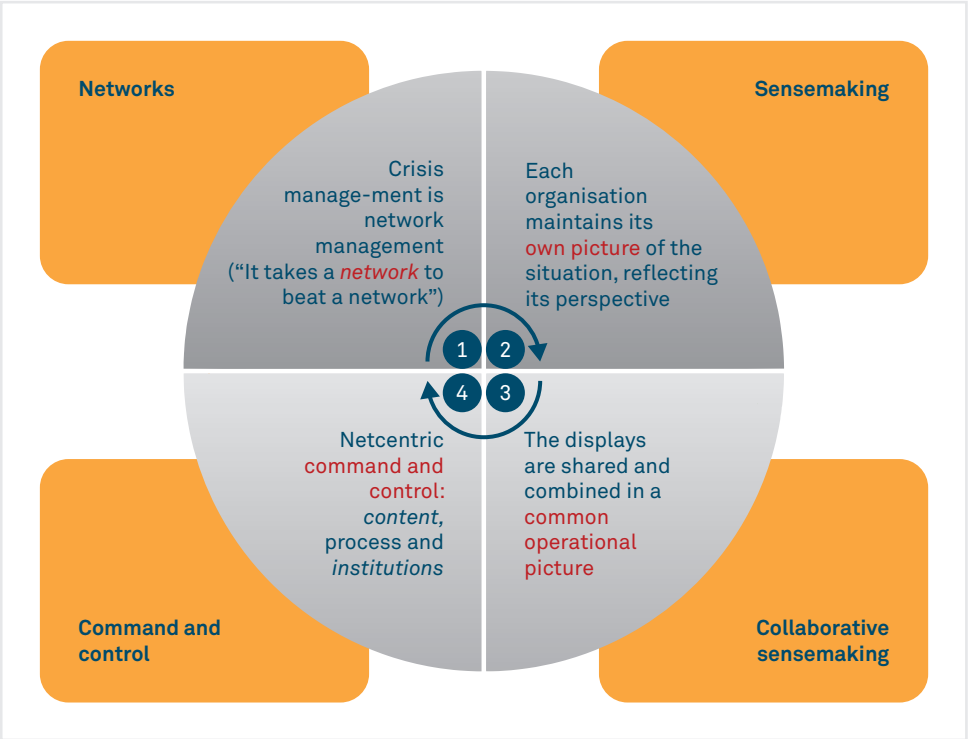 Networks
Crisis
manage-ment is
network
management
(“It takes a network to
beat a network”)
Sensemaking
Each
organisation
maintains its
own picture of the
situation, reflecting
its perspective
1
2
4
3
Netcentric
command and
control:
content,
process and
institutions
Command and
control
The displays
are shared and
combined in a
common
operational
picture
Collaborative
sensemaking